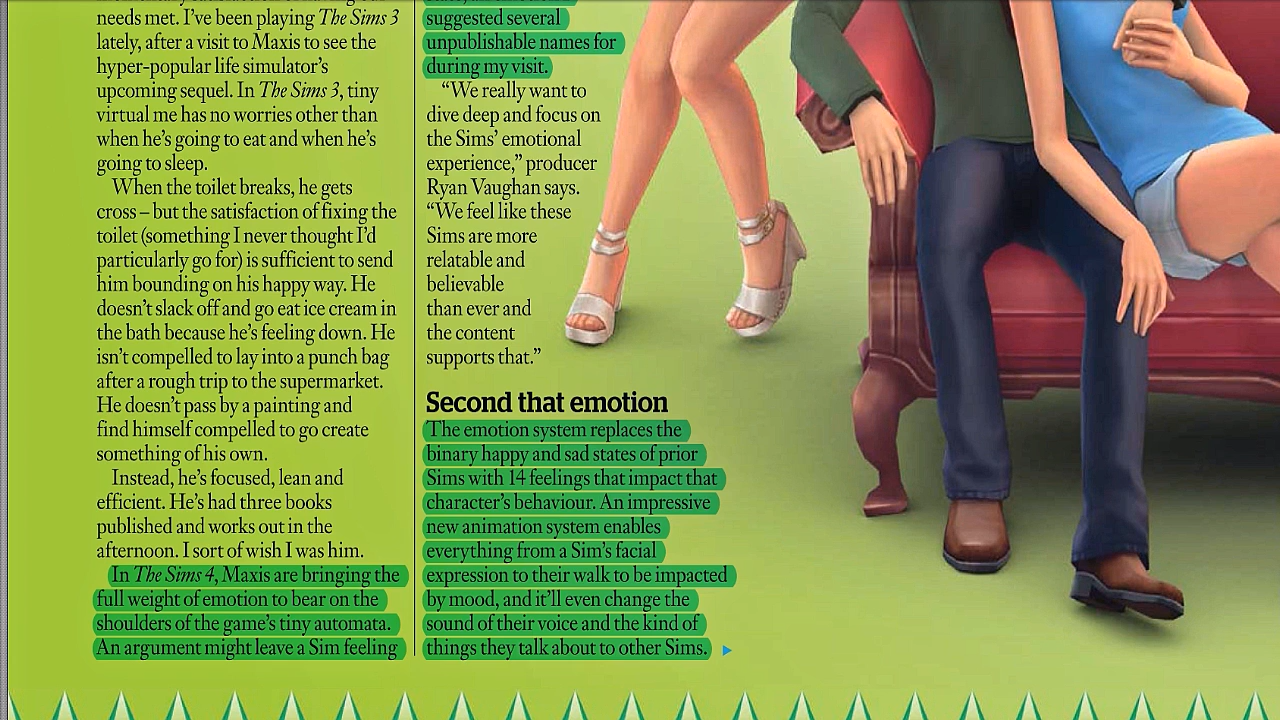 needs met. I’ve been playing The Sims 3
lately, after a visit to Maxis to see the
hyper-popular life simulator’s
upcoming sequel. In The Sims 3, tiny
virtual me has no worries other than
when he’s going to eat and when he’s
going to sleep.
When the toilet breaks, he gets
cross – but the satisfaction of fixing the
toilet (something I never thought I’d
particularly go for) is sufficient to send
him bounding on his happy way. He
doesn’t slack off and go eat ice cream in
the bath because he’s feeling down. He
isn’t compelled to lay into a punch bag
after a rough trip to the supermarket.
He doesn’t pass by a painting and
find himself compelled to go create
something of his own.
Instead, he’s focused, lean and
efficient. He’s had three books
published and works out in the
afternoon. I sort of wish I was him.
In The Sims 4, Maxis are bringing the
full weight of emotion to bear on the
shoulders of the game’s tiny automata.
An argument might leave a Sim feeling
suggested several
unpublishable names for
during my visit.
“We really want to
dive deep and focus on
the Sims’ emotional
experience,” producer
Ryan Vaughan says.
“We feel like these
Sims are more
relatable and
believable
than ever and
the content
supports that.”
Second that emotion
The emotion system replaces the
binary happy and sad states of prior
Sims with 14 feelings that impact that
character’s behaviour. An impressive
new animation system enables
everything from a Sim’s facial
expression to their walk to be impacted
by mood, and it’ll even change the
sound of their voice and the kind of
things they talk about to other Sims.